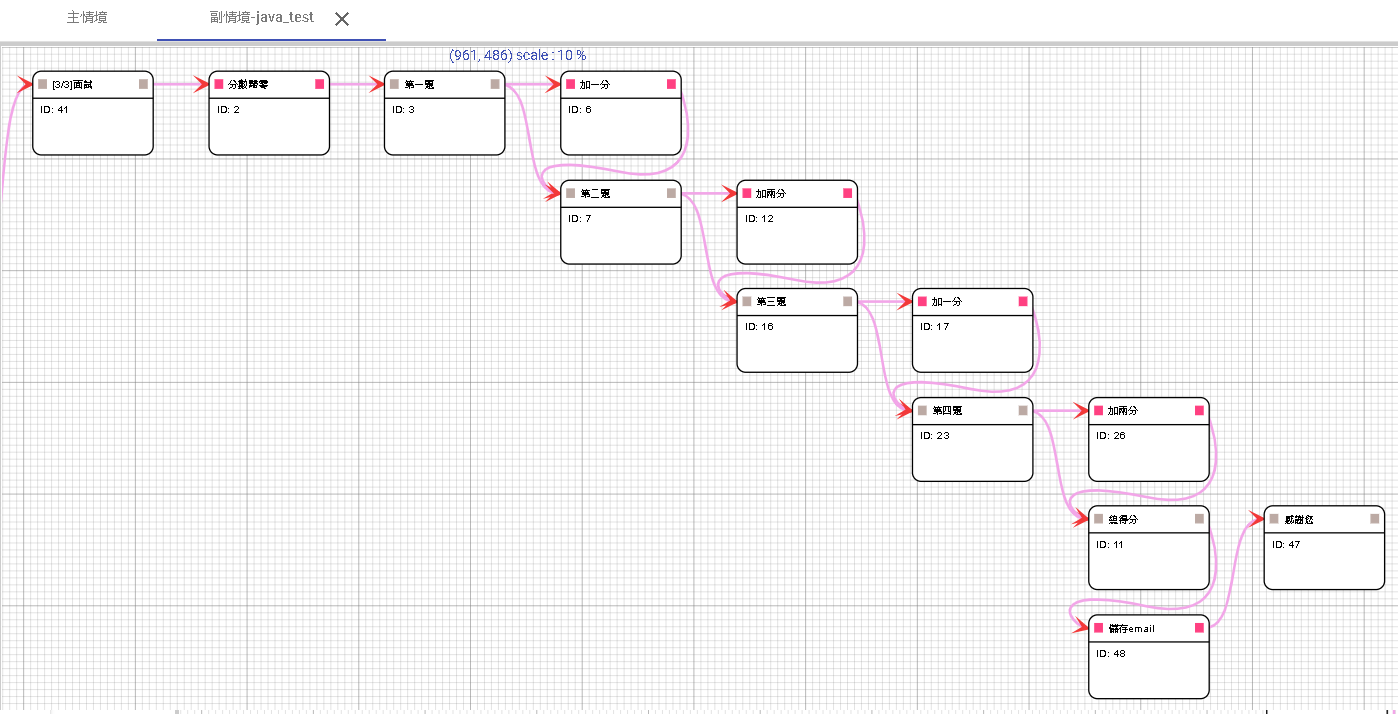 主情境
副情境-java_test
(961, 486) scale : 10 %
[3/3]面試
ID: 41
分數歸零
ID: 2
第一題
ID: 3
加一分
ID: 6
第二題
ID: 7
加兩分
ID: 12
第三題
ID: 16
加一分
ID: 17
第四題
ID: 23
加兩分
ID: 26
總得分
ID: 11
感謝您
ID: 47
儲存email
ID: 48